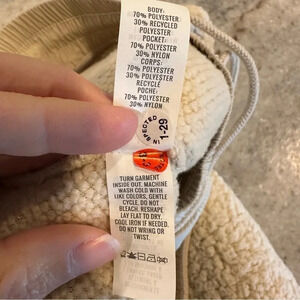 BODY:
70% POLYESTER
30% RECYCLED
POLYESTER
POCKET:
70% POLYESTER
30% NYLON
CORPS:
70% POLYESTER
30% POLYESTER
RECYCLÉ
POCHE:
70% POLYESTER
30% NYLON
INSPECTED
1-29
TURN GARMENT
INSIDE OUT. MACHINE
WASH COLD WITH
LIKE COLORS, GENTLE
CYCLE, DO NOT
BLEACH. RESHAPE
LAY FLAT TO DRY.
COOL IRON IF NEEDED.
DO NOT WRING OR
TWIST.